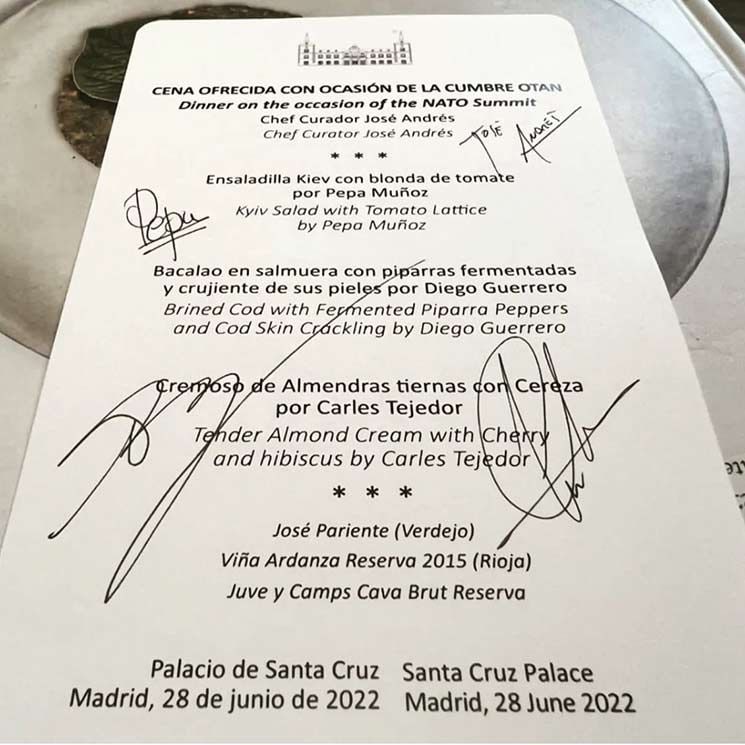 CENA OFRECIDA CON OCASIÓN DE LA CUMBRE OTAN
Dinner on the occasion of the NATO Summit
Chef Curador José Andrés
Chef Curator José Andrés
JOSÉ ANDRÉS
* * *
Ensaladilla Kiev con blonda de tomate
por Pepa Muñoz
Kyiv Salad with Tomato Lattice
by Pepa Muñoz
Pepa
Bacalao en salmuera con piparras fermentadas
y crujiente de sus pieles por Diego Guerrero
Brined Cod with Fermented Piparra Peppers
and Cod Skin Crackling by Diego Guerrero
Cremoso de Almendras tiernas con Cereza
por Carles Tejedor
Tender Almond Cream with Cherry
and hibiscus by Carles Tejedor
* * *
José Pariente (Verdejo)
Viña Ardanza Reserva 2015 (Rioja)
Juve y Camps Cava Brut Reserva
Palacio de Santa Cruz Santa Cruz Palace
Madrid, 28 de junio de 2022 Madrid, 28 June 2022